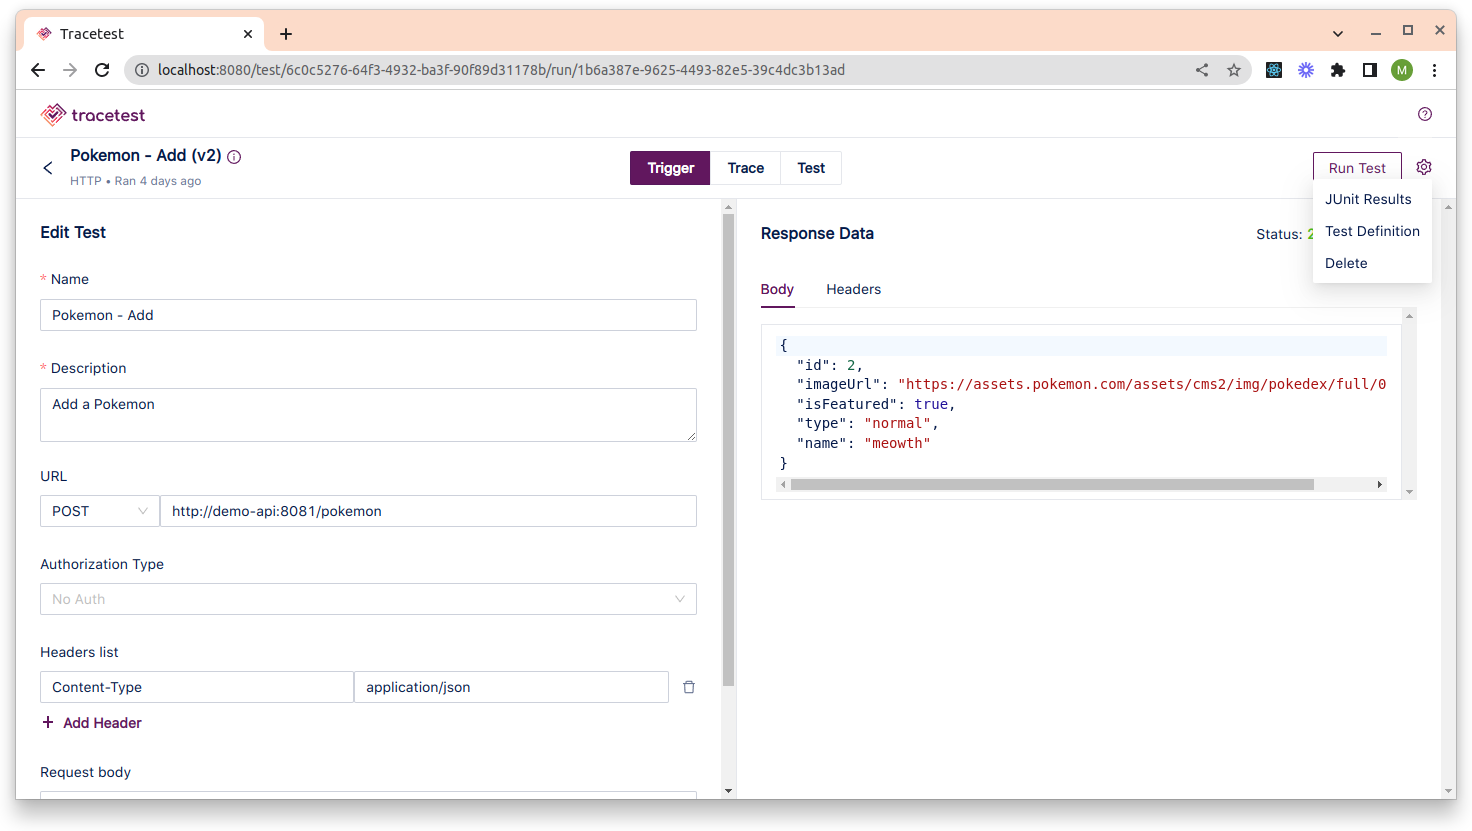 Tracetest
localhost:8080/test/6c0c5276-64f3-4932-ba3f-90f89d31178b/run/1b6a387e-9625-4493-82e5-39c4dc3b13ad
M
tracetest
Pokemon - Add (v2)
HTTP • Ran 4 days ago
Trigger Trace Test
Run Test
JUnit Results
Test Definition
Delete
Edit Test
* Name
Pokemon - Add
* Description
Add a Pokemon
URL
POST http://demo-api:8081/pokemon
Authorization Type
No Auth
Headers list
Content-Type application/json
+ Add Header
Request body
Response Data
Status: 2
Body Headers
{
"id": 2,
"imageUrl": "https://assets.pokemon.com/assets/cms2/img/pokedex/full/0
"isFeatured": true,
"type": "normal",
"name": "meowth"
}